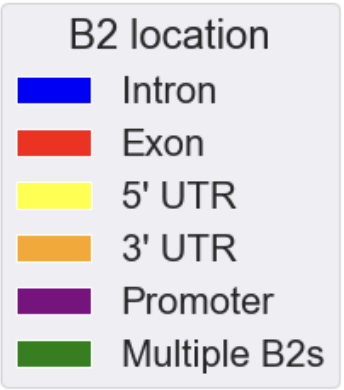 B2 location
Intron
Exon
5' UTR
3' UTR
Promoter
Multiple B2s